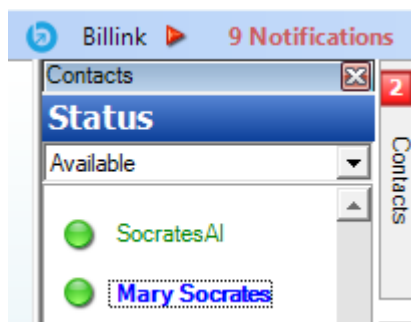 Billink 9 Notifications
Contacts
2
Status
Available
Contacts
SocratesAI
Mary Socrates